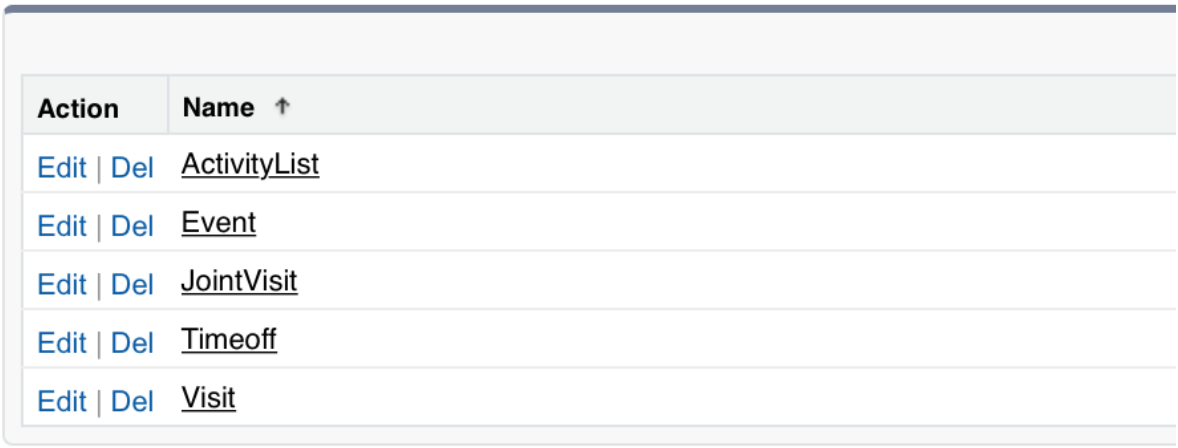 Action Name ↑
Edit | Del ActivityList
Edit | Del Event
Edit | Del JointVisit
Edit | Del Timeoff
Edit | Del Visit